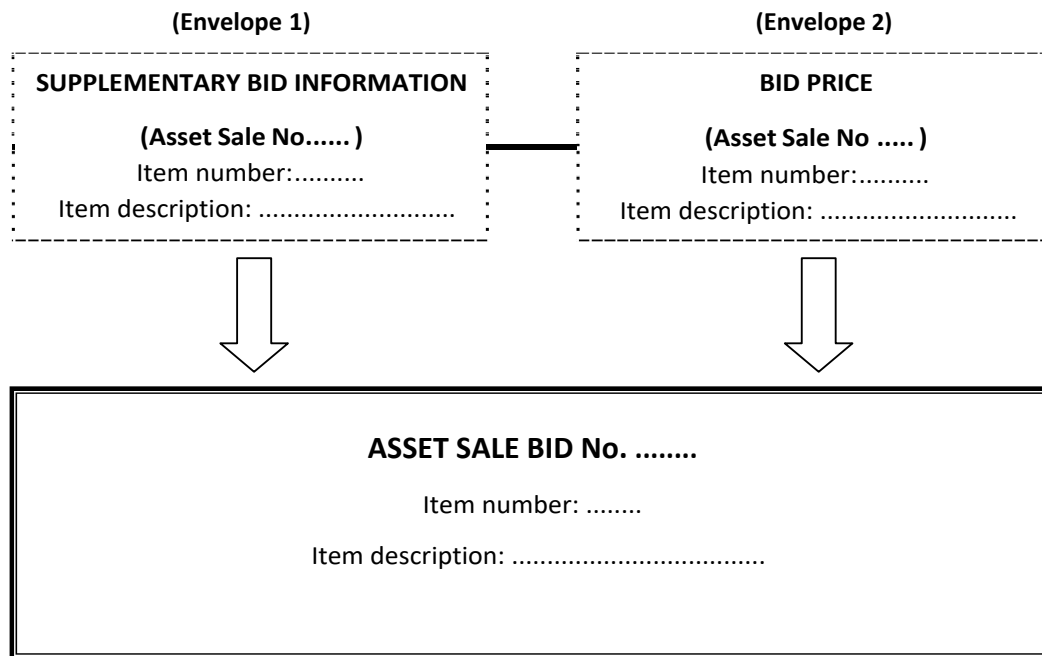 (Envelope 1)
SUPPLEMENTARY BID INFORMATION
(Asset Sale No...... )
Item number:..........
Item description: ............................
(Envelope 2)
BID PRICE
(Asset Sale No ..... )
Item number:..........
Item description: ............................
ASSET SALE BID No. ........
Item number: ........
Item description: ....................................